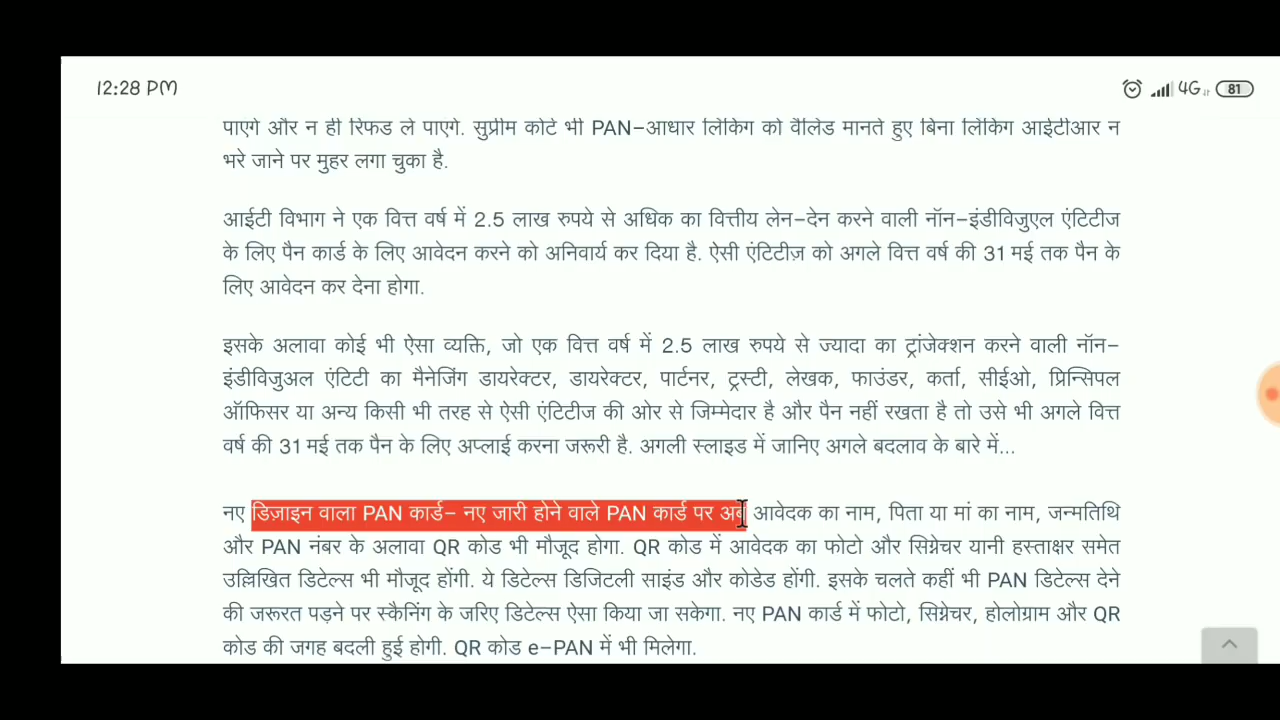 12:28 PM
4G
81
पाएंगे और न ही रिफंड ले पाएंगे. सुप्रीम कोर्ट भी PAN-आधार लिंकिंग को वैलिड मानते हुए बिना लिंकिंग आईटीआर न
भरे जाने पर मुहर लगा चुका है.
आईटी विभाग ने एक वित्त वर्ष में 2.5 लाख रुपये से अधिक का वित्तीय लेन-देन करने वाली नॉन-इंडीविजुएल एंटिटीज
के लिए पैन कार्ड के लिए आवेदन करने को अनिवार्य कर दिया है. ऐसी एंटिटीज़ को अगले वित्त वर्ष की 31 मई तक पैन के
लिए आवेदन कर देना होगा.
इसके अलावा कोई भी ऐसा व्यक्ति, जो एक वित्त वर्ष में 2.5 लाख रुपये से ज्यादा का ट्रांजेक्शन करने वाली नॉन-
इंडीविजुअल एंटिटी का मैनेजिंग डायरेक्टर, डायरेक्टर, पार्टनर, ट्रस्टी, लेखक, फाउंडर, कर्ता, सीईओ, प्रिन्सिपल
ऑफिसर या अन्य किसी भी तरह से ऐसी एंटिटीज की ओर से जिम्मेदार है और पैन नहीं रखता है तो उसे भी अगले वित्त
वर्ष की 31 मई तक पैन के लिए अप्लाई करना जरूरी है. अगली स्लाइड में जानिए अगले बदलाव के बारे में...
नए डिज़ाइन वाला PAN कार्ड- नए जारी होने वाले PAN कार्ड पर अब आवेदक का नाम, पिता या मां का नाम, जन्मतिथि
और PAN नंबर के अलावा QR कोड भी मौजूद होगा. QR कोड में आवेदक का फोटो और सिग्नेचर यानी हस्ताक्षर समेत
उल्लिखित डिटेल्स भी मौजूद होंगी. ये डिटेल्स डिजिटली साइंड और कोडेड होंगी. इसके चलते कहीं भी PAN डिटेल्स देने
की जरूरत पड़ने पर स्कैनिंग के जरिए डिटेल्स ऐसा किया जा सकेगा. नए PAN कार्ड में फोटो, सिग्नेचर, होलोग्राम और QR
कोड की जगह बदली हुई होगी. QR कोड e-PAN में भी मिलेगा.